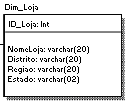 Dim_Loja
ID_Loja: Int
NomeLoja: varchar(20)
Distrito: varchar(20)
Regiao: varchar(20)
Estado: varchar(02)